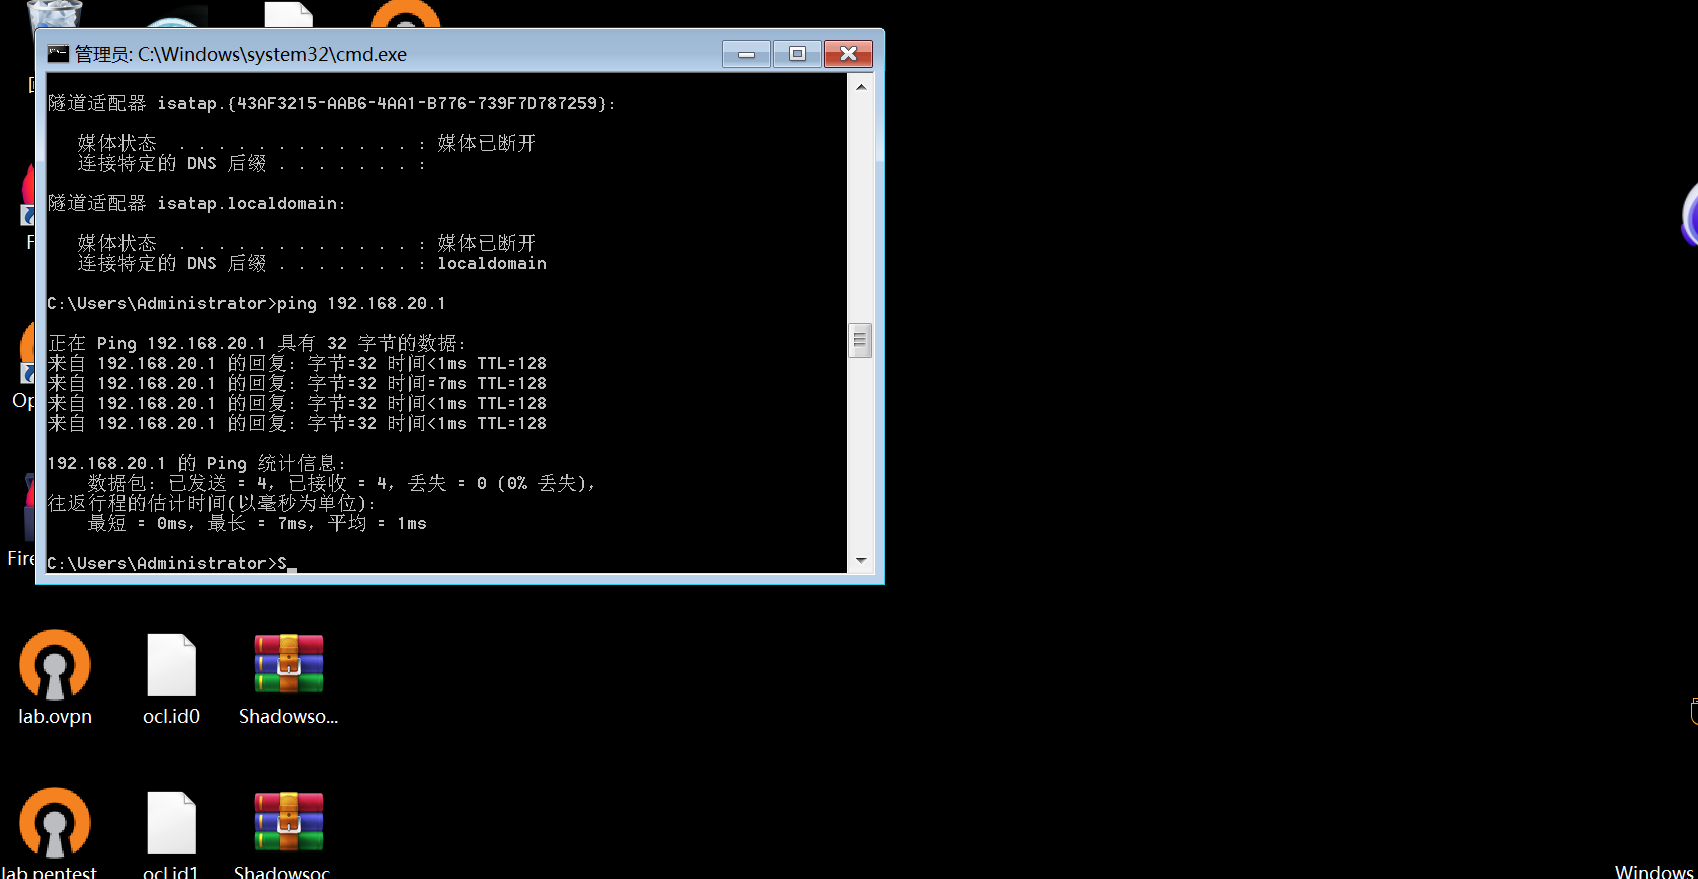 管理员: C:\Windows\system32\cmd.exe
隧道适配器 isatap.{43AF3215-AAB6-4AA1-B776-739F7D787259}:
媒体状态 . . . . . . . . . . . . : 媒体已断开
连接特定的 DNS 后缀 . . . . . . . :
隧道适配器 isatap.localdomain:
媒体状态 . . . . . . . . . . . . : 媒体已断开
连接特定的 DNS 后缀 . . . . . . . : localdomain
C:\Users\Administrator>ping 192.168.20.1
正在 Ping 192.168.20.1 具有 32 字节的数据:
来自 192.168.20.1 的回复: 字节=32 时间<1ms TTL=128
来自 192.168.20.1 的回复: 字节=32 时间=7ms TTL=128
来自 192.168.20.1 的回复: 字节=32 时间<1ms TTL=128
来自 192.168.20.1 的回复: 字节=32 时间<1ms TTL=128
192.168.20.1 的 Ping 统计信息:
数据包: 已发送 = 4，已接收 = 4，丢失 = 0 (0% 丢失)，
往返行程的估计时间(以毫秒为单位):
最短 = 0ms，最长 = 7ms，平均 = 1ms
C:\Users\Administrator>S_
F
Op
Fire
lab.ovpn
ocl.id0
Shadowso...
lab.pentest
ocl.id1
Shadowsoc
Windows